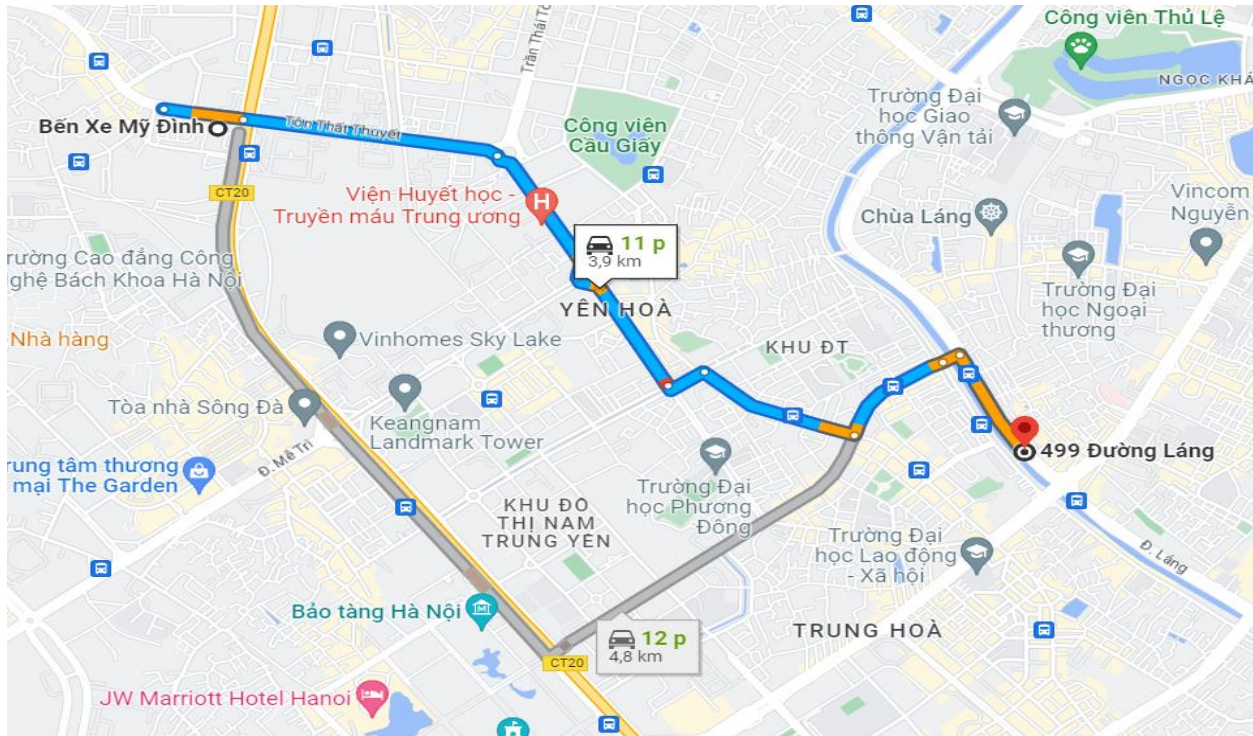 Công viên Thủ Lệ
NGỌC KHÁ
Trần Thái Tô
Trường Đại
học Giao
thông Vận tải
Bến Xe Mỹ Đình
Tôn Thất Thuyết
Công viên
Cầu Giấy
CT20
Viện Huyết học -
Truyền máu Trung ương
H
Vincom
Nguyễn
Chùa Láng
11 p
3,9 km
rường Cao đẳng Công
ghệ Bách Khoa Hà Nội
YÊN HOÀ
Trường Đại
học Ngoại
thương
Nhà hàng
Vinhomes Sky Lake
KHU ĐT
Tòa nhà Sông Đà
Keangnam
Landmark Tower
Đ. Mễ Trì
499 Đường Láng
rung tâm thương
mại The Garden
Trường Đại
học Phương
Đông
KHU ĐÔ
THỊ NAM
TRUNG YÊN
Trường Đại
học Lao động
- Xã hội
Đ. Láng
Bảo tàng Hà Nội
12 p
4,8 km
TRUNG HOÀ
CT20
JW Marriott Hotel Hanoi